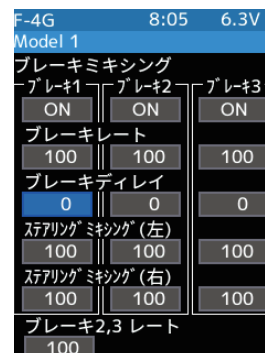 F-4G 8:05 6.3V
Model 1
ブレーキミキシング
ブレーキ1 ブレーキ2 ブレーキ3
ON ON ON
ブレーキレート
100 100 100
ブレーキディレイ
0 0 0
ステアリングミキシング(左)
100 100 100
ステアリングミキシング(右)
100 100 100
ブレーキ2,3 レート
100